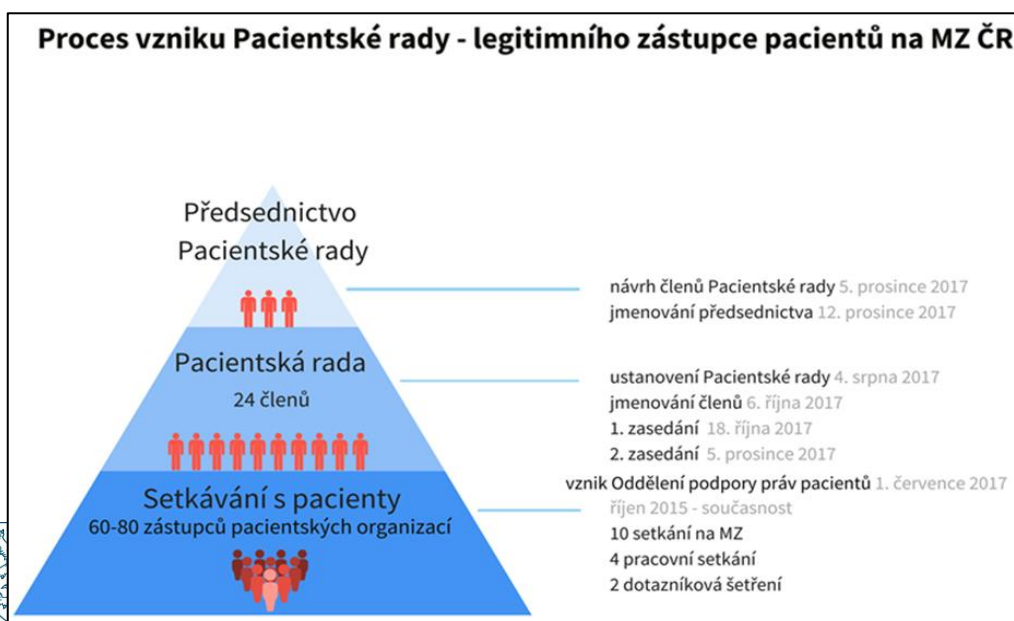 Proces vzniku Pacientské rady - legitimního zástupce pacientů na MZ ČR
Předsednictvo
Pacientské rady
návrh členů Pacientské rady 5. prosince 2017
jmenování předsednictva 12. prosince 2017
Pacientská rada
24 členů
ustanovení Pacientské rady 4. srpna 2017
jmenování členů 6. října 2017
1. zasedání 18. října 2017
2. zasedání 5. prosince 2017
Setkávání s pacienty
60-80 zástupců pacientských organizací
vznik Oddělení podpory práv pacientů 1. července 2017
říjen 2015 - současnost
10 setkání na MZ
4 pracovní setkání
2 dotazníková šetření